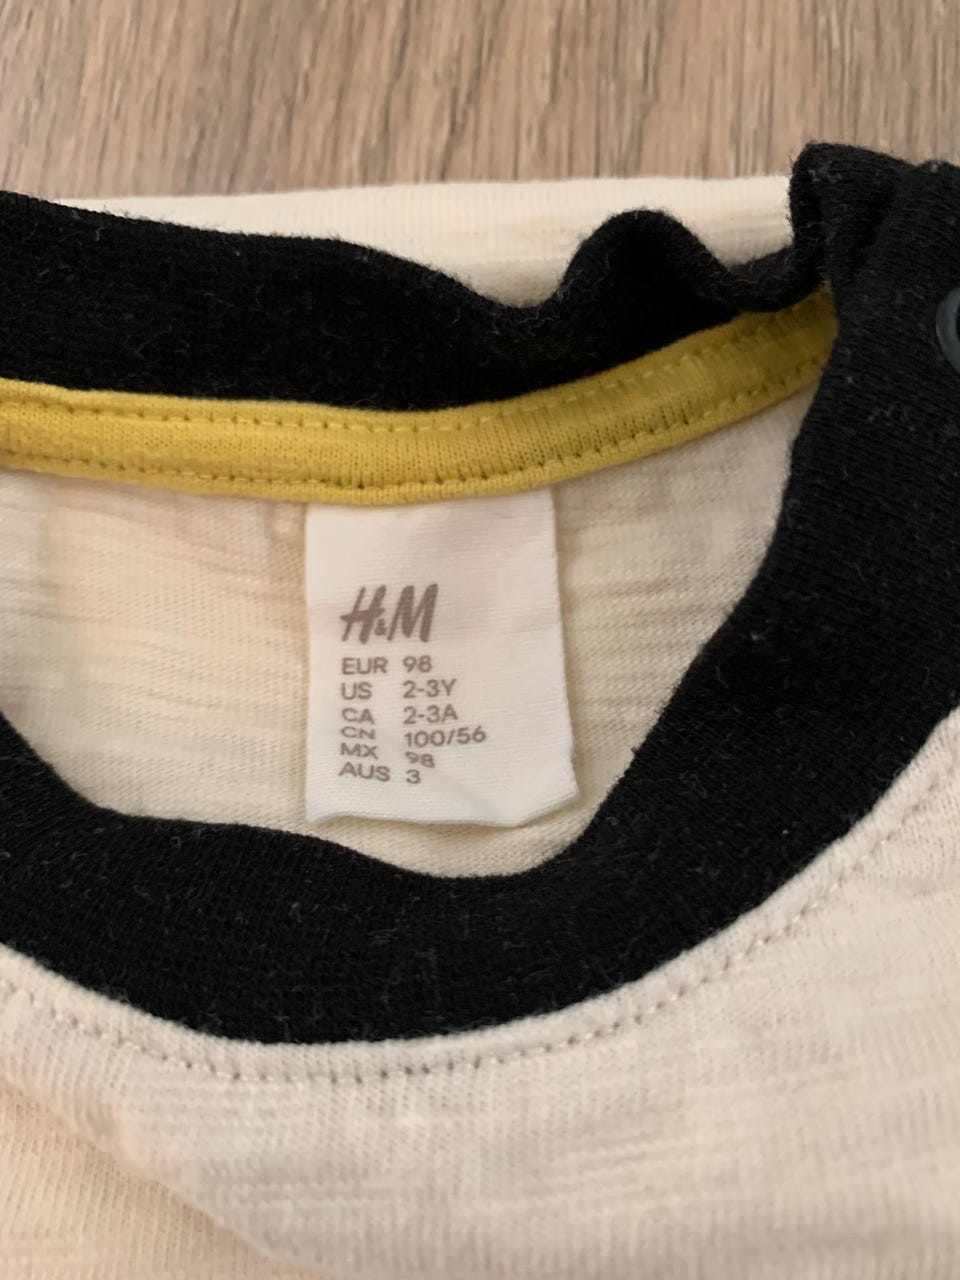 H&M
EUR 98
US 2-3Y
CA 2-3A
CN 100/56
MX 98
AUS 3